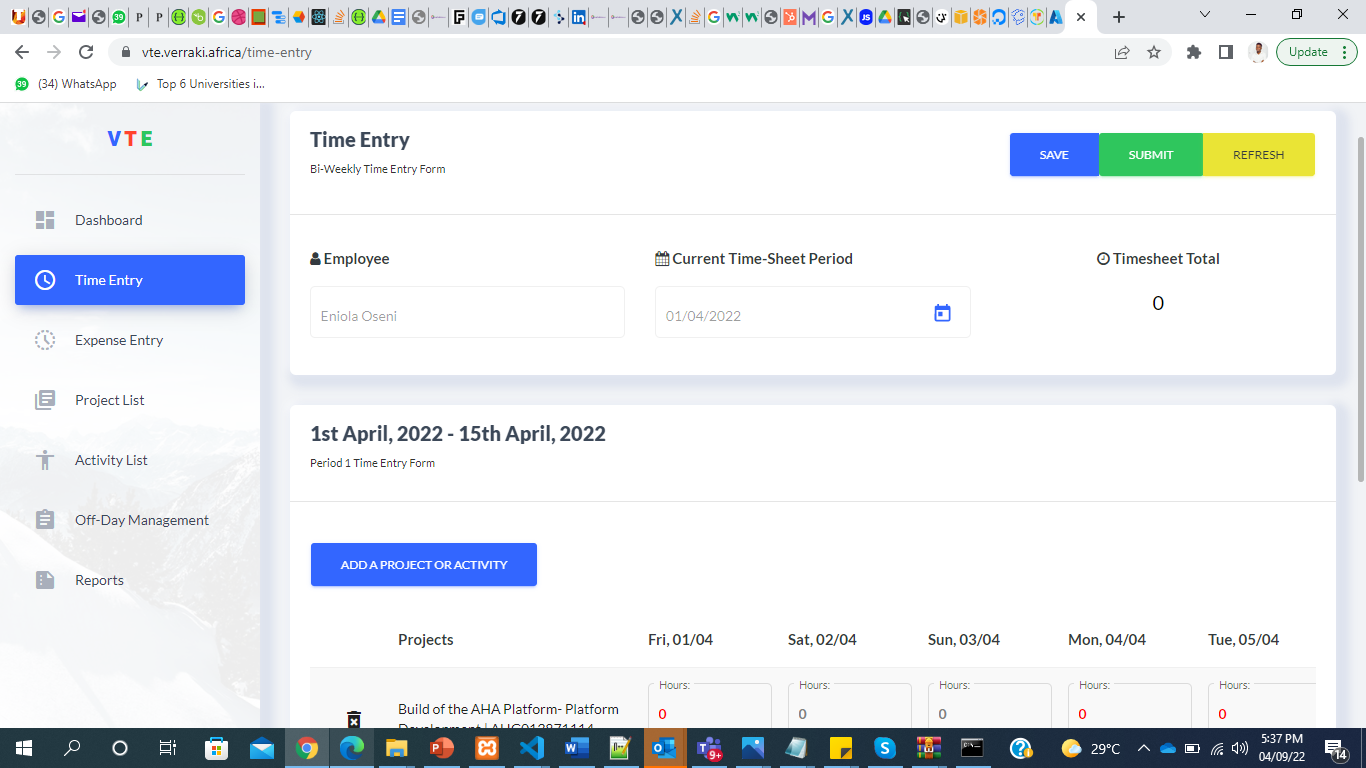 Update
vte.verraki.africa/time-entry
39 (34) WhatsApp
Top 6 Universities i...
VTE
Dashboard
Time Entry
Expense Entry
Project List
Activity List
Off-Day Management
Reports
Time Entry
Bi-Weekly Time Entry Form
SAVE SUBMIT REFRESH
Employee Current Time-Sheet Period Timesheet Total
Eniola Oseni 01/04/2022 0
1st April, 2022 - 15th April, 2022
Period 1 Time Entry Form
ADD A PROJECT OR ACTIVITY
Projects Fri, 01/04 Sat, 02/04 Sun, 03/04 Mon, 04/04 Tue, 05/04
Hours: Hours: Hours: Hours: Hours:
Build of the AHA Platform- Platform 0 0 0 0 0
29°C 5:37 PM
04/09/22
14